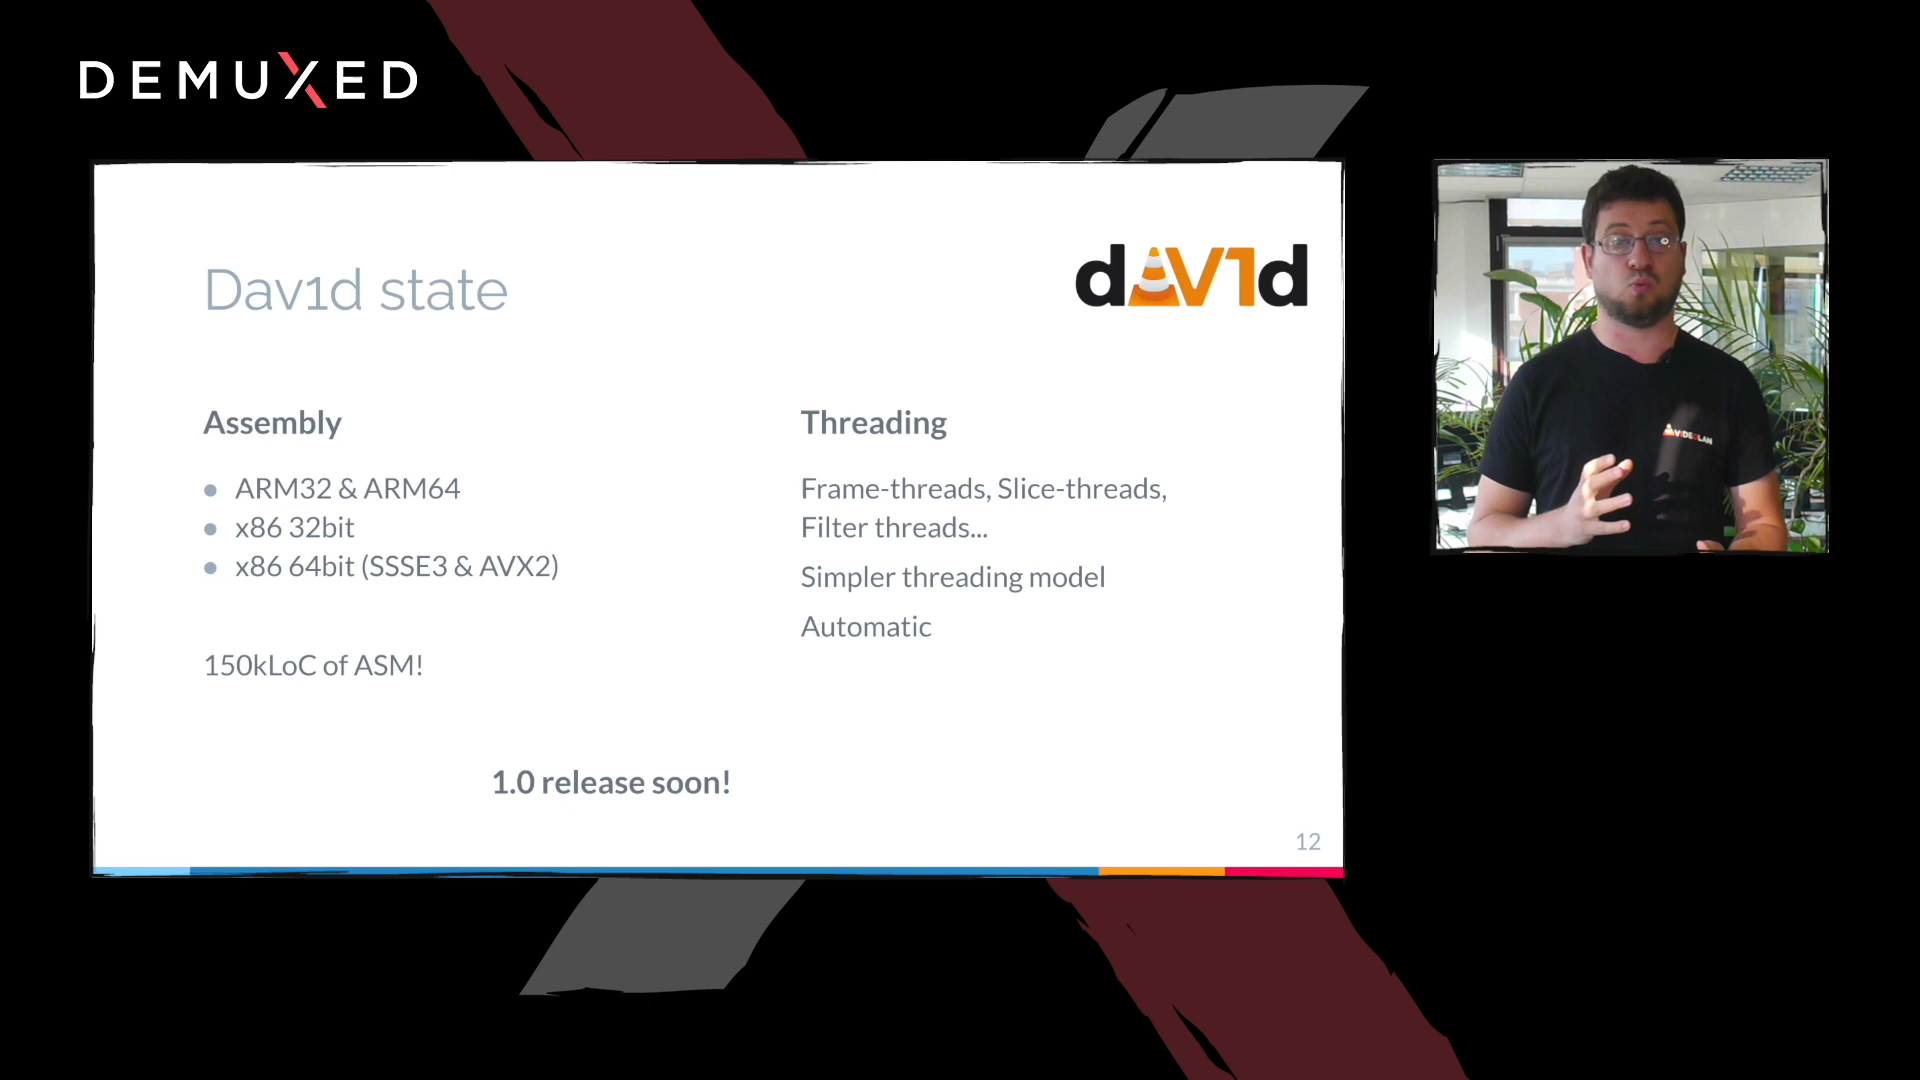 DEMUXED
dAV1d
Dav1d state
Assembly
● ARM32 & ARM64
● x86 32bit
● x86 64bit (SSSE3 & AVX2)
150kLoC of ASM!
Threading
Frame-threads, Slice-threads,
Filter threads...
Simpler threading model
Automatic
1.0 release soon!
12
VIDEOLAN